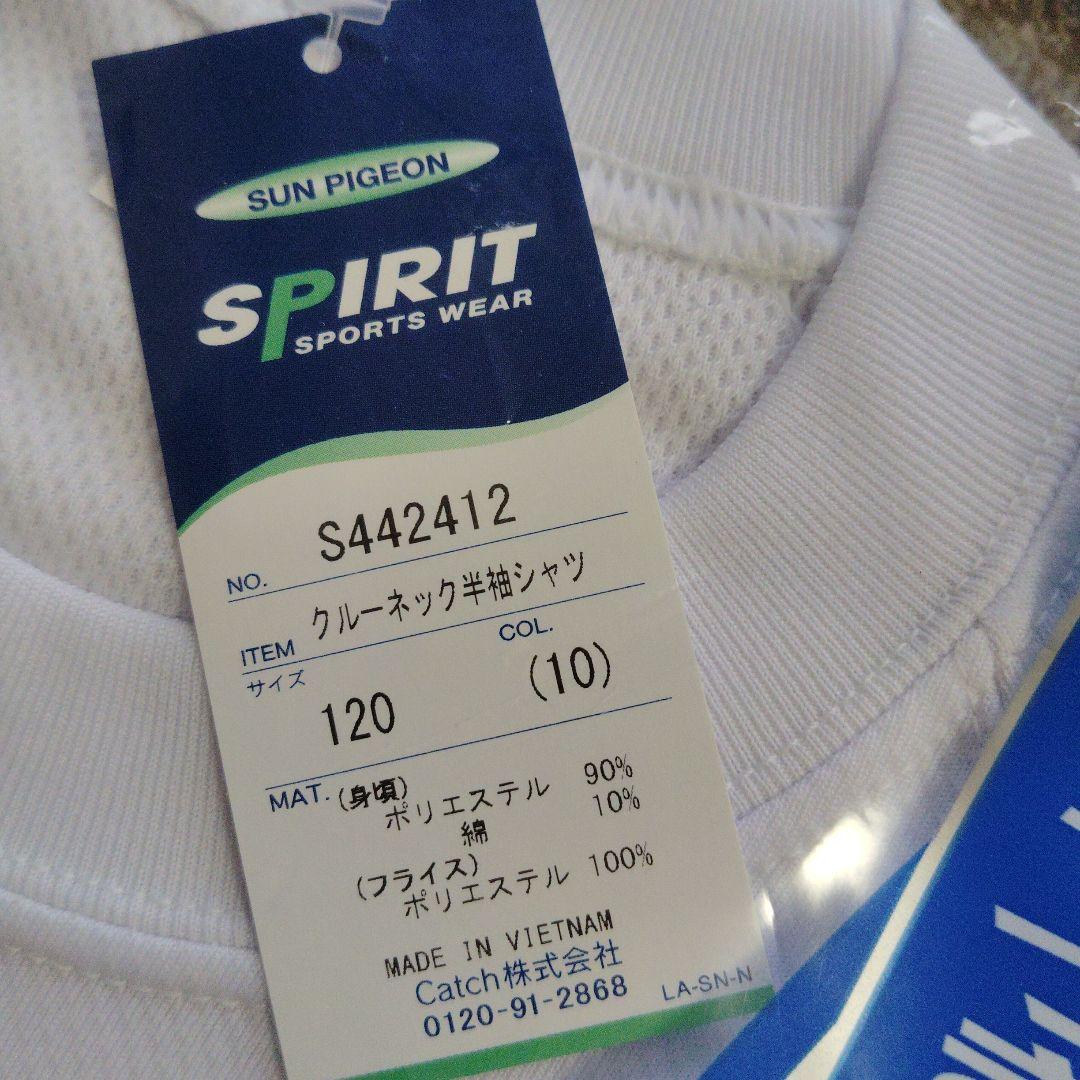 SUN PIGEON
SPIRIT
SPORTS WEAR
NO. S442412
ITEM クルーネック半袖シャツ
サイズ 120 COL. (10)
MAT. (身頃)
ポリエステル 90%
綿 10%
(フライス)
ポリエステル 100%
MADE IN VIETNAM
Catch株式会社
0120-91-2868
LA-SN-N